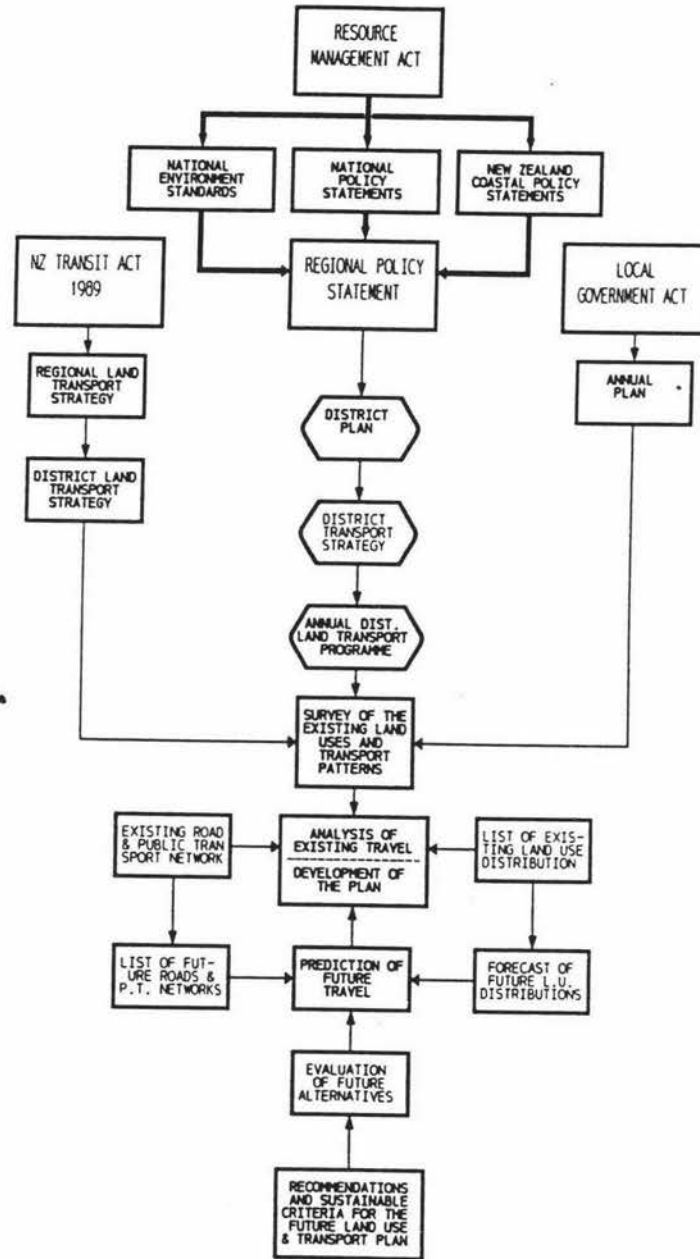 RESOURCE
MANAGEMENT ACT
NATIONAL
ENVIRONMENT
STANDARDS
NATIONAL
POLICY
STATEMENTS
NEW ZEALAND
COASTAL POLICY
STATEMENTS
NZ TRANSIT ACT
1989
REGIONAL POLICY
STATEMENT
LOCAL
GOVERNMENT ACT
REGIONAL LAND
TRANSPORT
STRATEGY
ANNUAL
PLAN
DISTRICT
PLAN
DISTRICT LAND
TRANSPORT
STRATEGY
DISTRICT
TRANSPORT
STRATEGY
ANNUAL DIST.
LAND TRANSPORT
PROGRAMME
SURVEY OF THE
EXISTING LAND
USES AND
TRANSPORT
PATTERNS
EXISTING ROAD
& PUBLIC TRAN
SPORT NETWORK
ANALYSIS OF
EXISTING TRAVEL
DEVELOPMENT OF
THE PLAN
LIST OF EXIS-
TING LAND USE
DISTRIBUTION
LIST OF FUT-
URE ROADS &
P.T. NETWORKS
PREDICTION OF
FUTURE
TRAVEL
FORECAST OF
FUTURE L.U.
DISTRIBUTIONS
EVALUATION
OF FUTURE
ALTERNATIVES
RECOMMENDATIONS
AND SUSTAINABLE
CRITERIA FOR THE
FUTURE LAND USE
& TRANSPORT PLAN